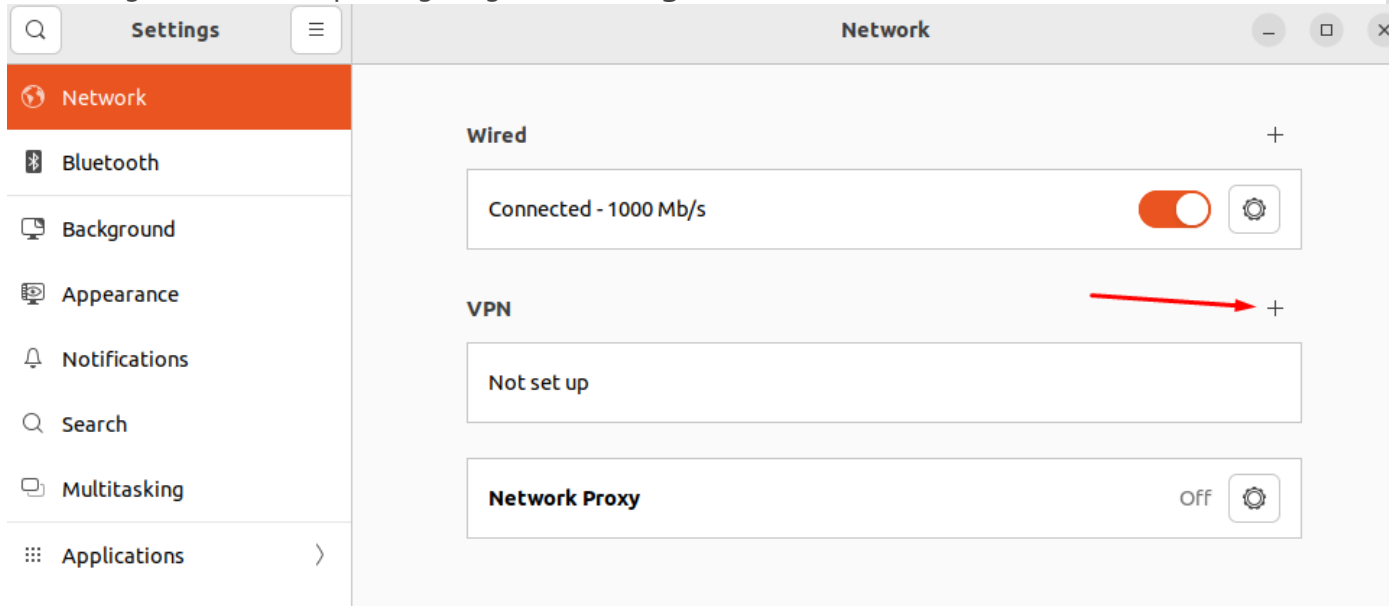 Settings
Network
Network
Bluetooth
Background
Appearance
Notifications
Search
Multitasking
Applications
Wired
Connected - 1000 Mb/s
VPN
Not set up
Network Proxy
Off